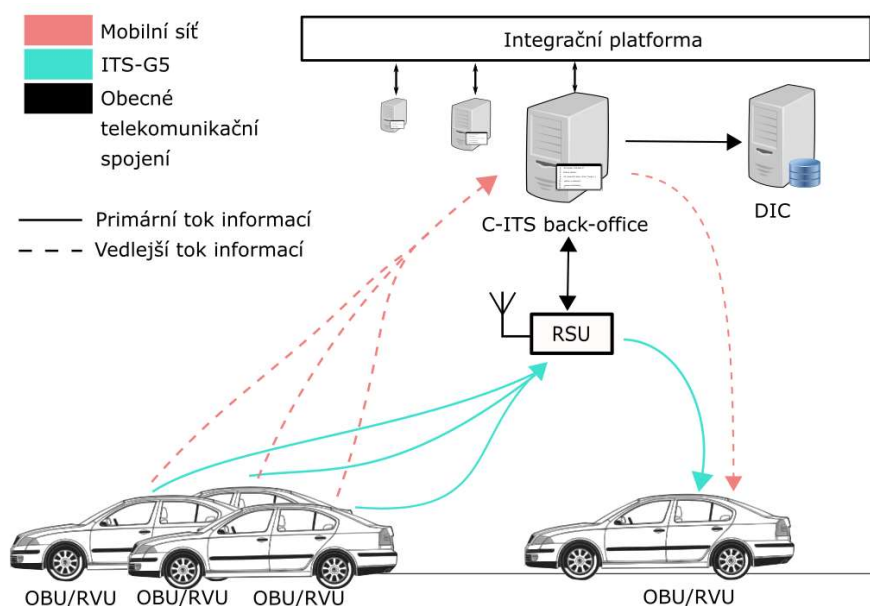 Mobilní síť
ITS-G5
Obecné
telekomunikační
spojení
Primární tok informací
Vedlejší tok informací
Integrační platforma
C-ITS back-office
DIC
RSU
OBU/RVU
OBU/RVU
OBU/RVU
OBU/RVU